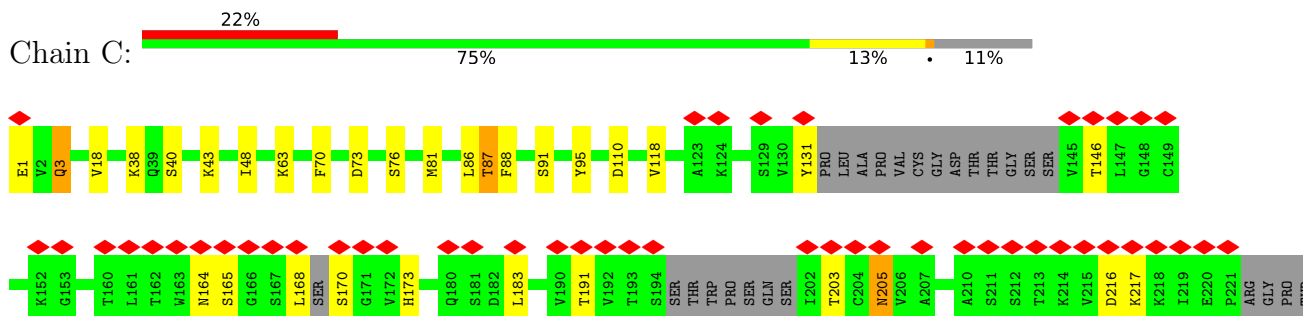 22%
Chain C:
75% 13% • 11%
E1 V2 Q3 V18 K38 Q39 S40 K43 I48 K63 F70 D73 S76 M81 L86 T87 F88 S91 Y95 D110 V118 A123 K124 S129 V130 Y131 PRO LEU ALA PRO VAL CYS GLY ASP THR THR GLY SER SER V145 T146 L147 G148 C149
K152 G153 T160 L161 T162 W163 N164 S165 G166 S167 L168 SER S170 G171 V172 H173 Q180 S181 D182 L183 V190 T191 V192 T193 S194 SER THR TRP PRO SER GLN SER I202 T203 C204 N205 V206 A207 A210 S211 S212 T213 K214 V215 D216 K217 K218 I219 E220 P221 ARG GLY PRO